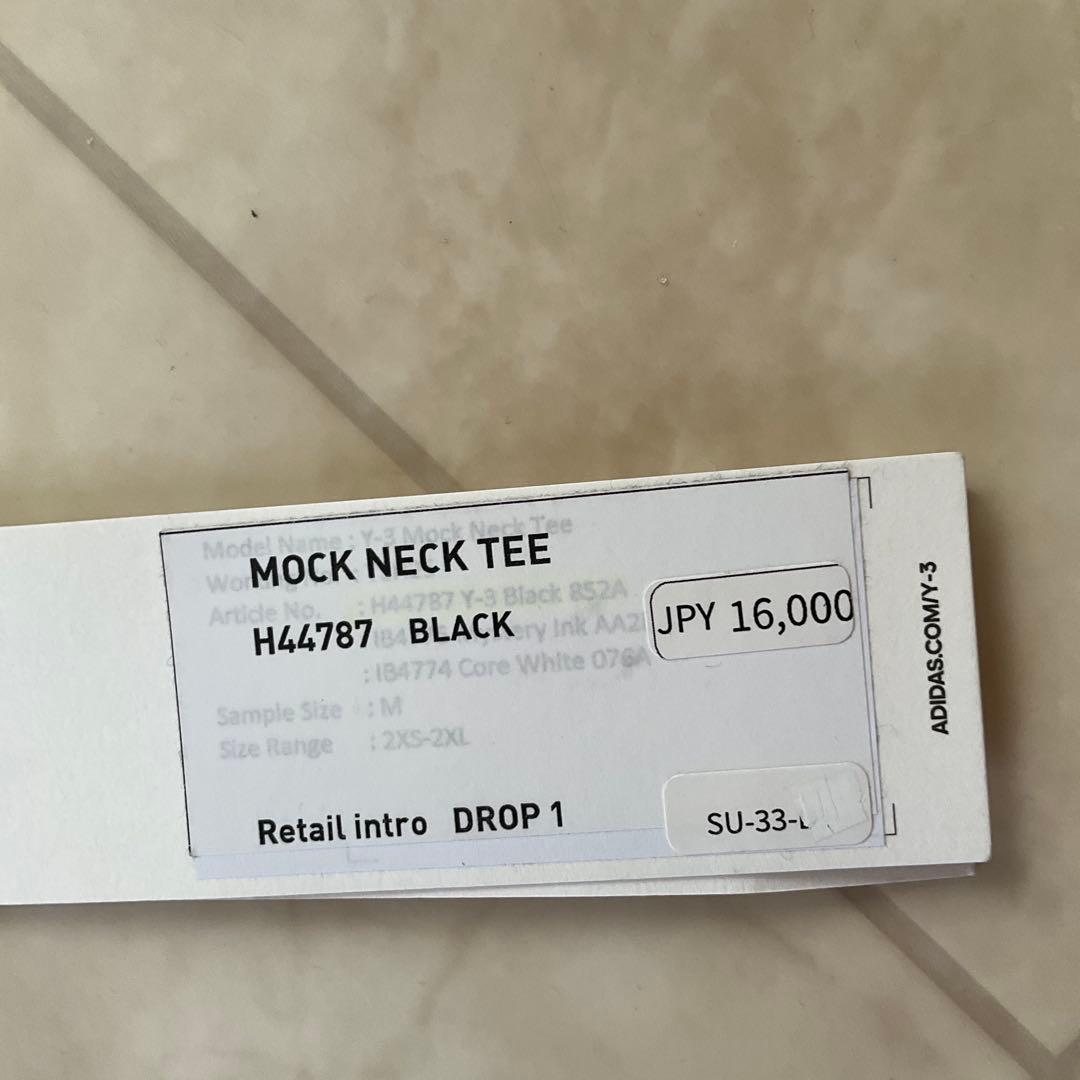 Model Name : Y-3 Mock Neck Tee
MOCK NECK TEE
Article No. : H44787 Y-3 Black 852A
H44787 BLACK
JPY 16,000
Ink
: IB4774 Core White 076A
Sample Size : M
Size Range : 2XS-2XL
Retail intro DROP 1
SU-33-
ADIDAS.COM/Y-3